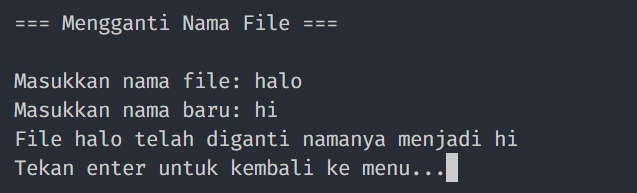 === Mengganti Nama File ===
Masukkan nama file: halo
Masukkan nama baru: hi
File halo telah diganti namanya menjadi hi
Tekan enter untuk kembali ke menu...